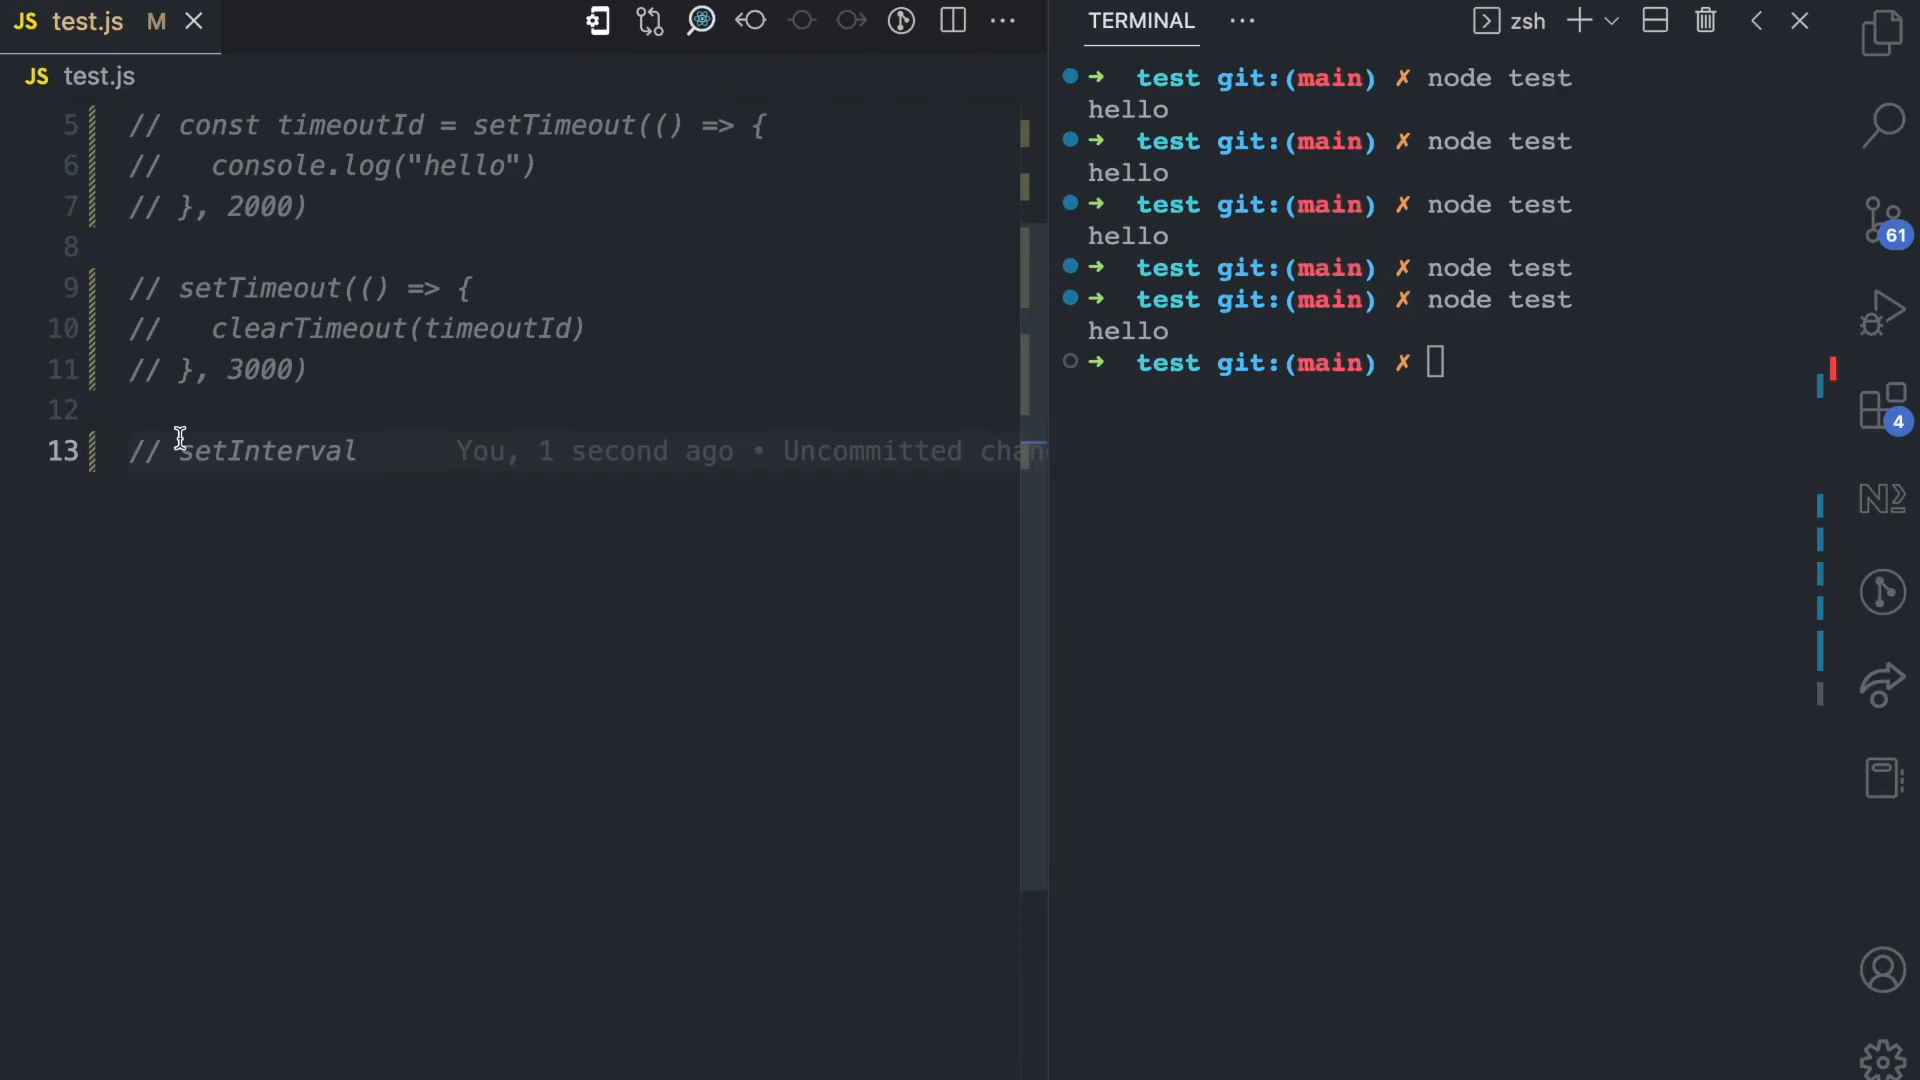 JS test.js M
JS test.js
5 // const timeoutId = setTimeout(() => {
6 //   console.log("hello")
7 // }, 2000)
8
9 // setTimeout(() => {
10 //   clearTimeout(timeoutId)
11 // }, 3000)
12
13 // setInterval You, 1 second ago • Uncommitted chan
TERMINAL
zsh
➜ test git:(main) ✗ node test
hello
➜ test git:(main) ✗ node test
hello
➜ test git:(main) ✗ node test
hello
➜ test git:(main) ✗ node test
➜ test git:(main) ✗ node test
hello
➜ test git:(main) ✗
61
4